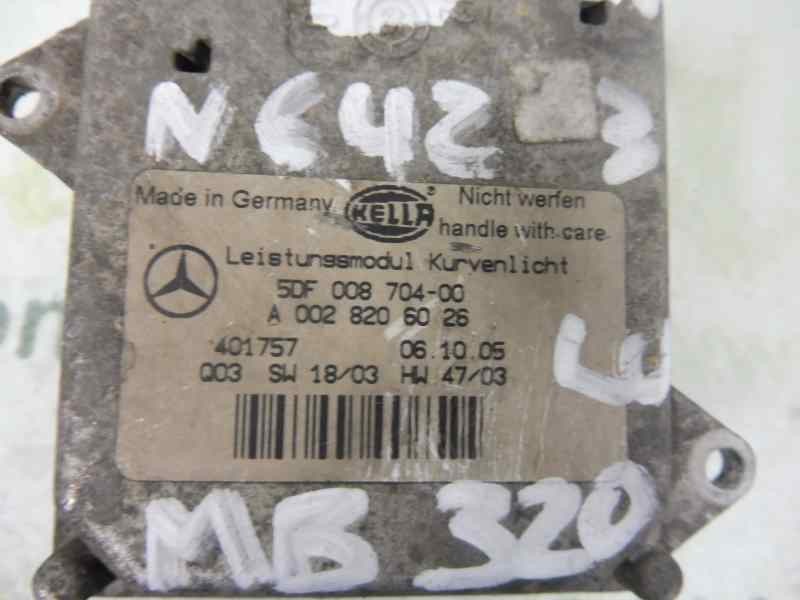 N642 3
Made in Germany HELLA ® Nicht werfen
handle with care
Leistungsmodul Kurvenlicht
5DF 008 704-00
A 002 820 60 26
401757 06.10.05
Q03 SW 18/03 HW 47/03
MB 320